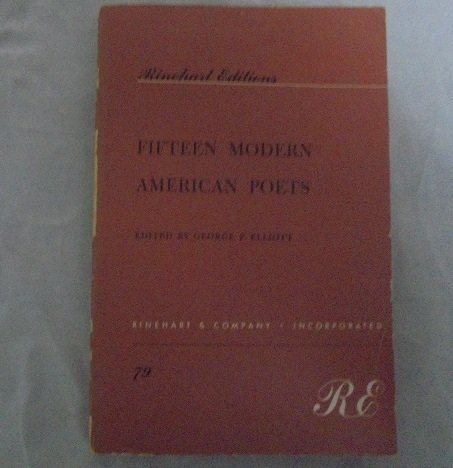 Rinehart Editions
FIFTEEN MODERN
AMERICAN POETS
EDITED BY GEORGE P. ELLIOTT
RINEHART & COMPANY · INCORPORATED
79
RE